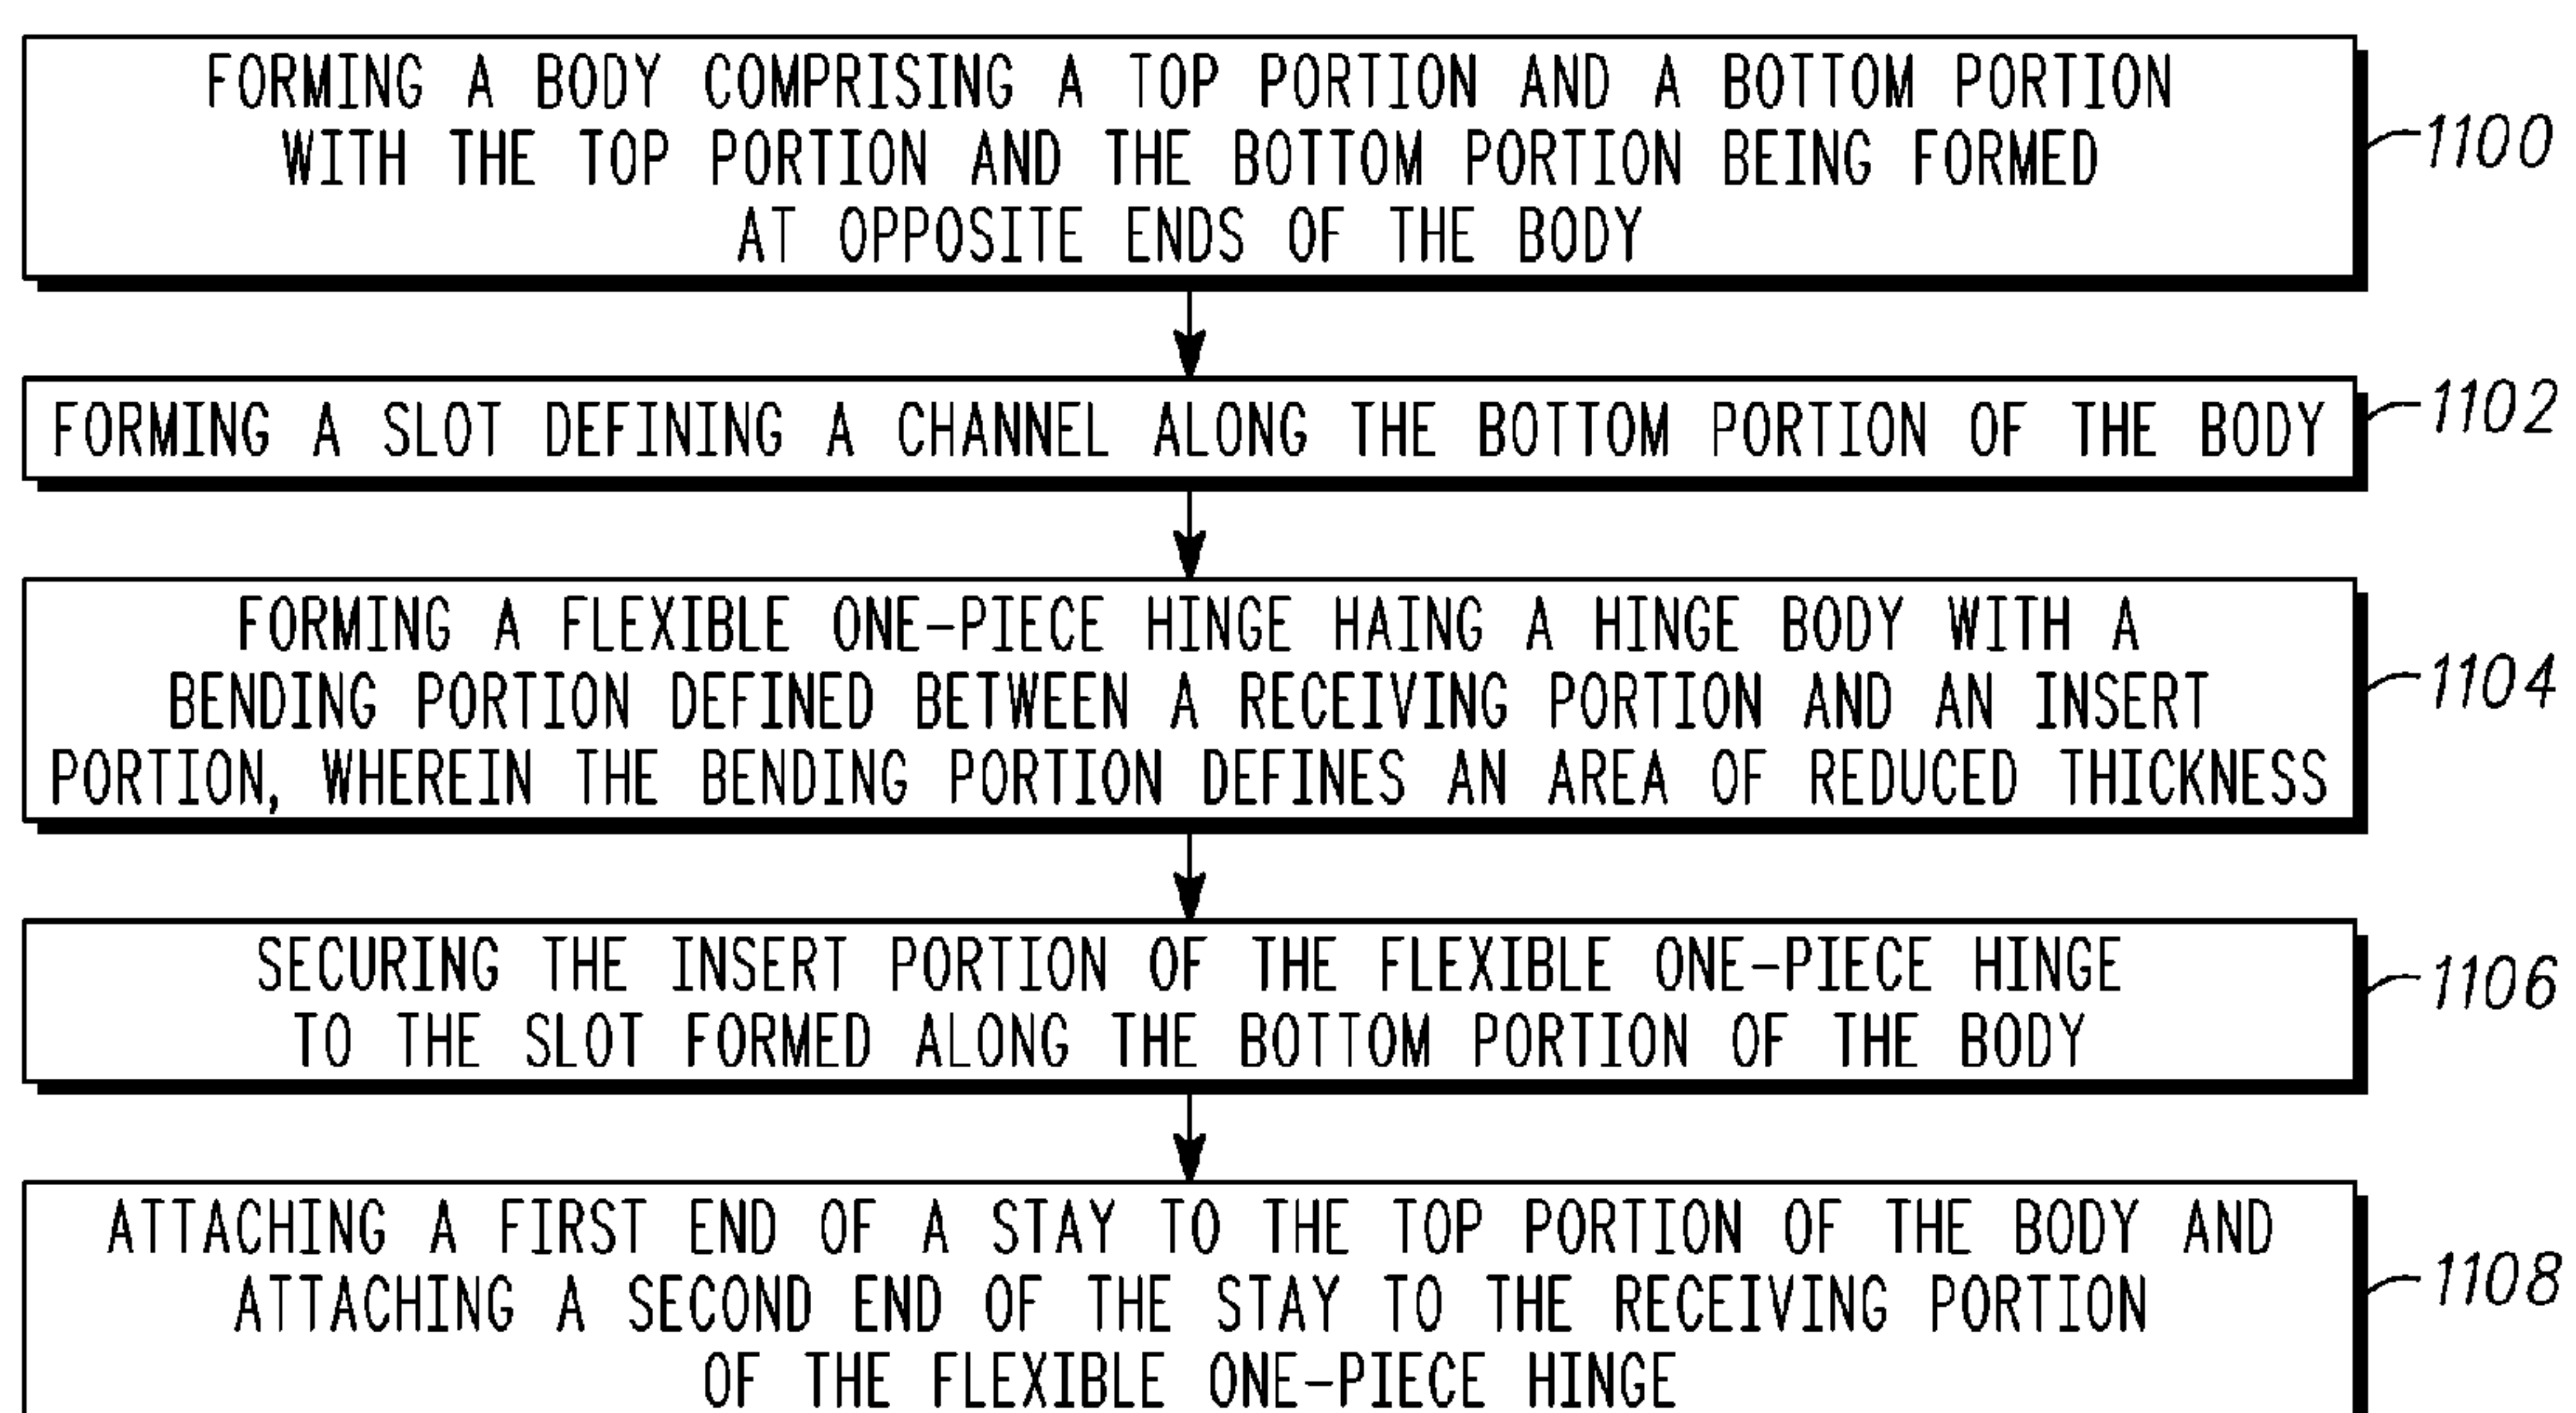 FORMING A BODY COMPRISING A TOP PORTION AND A BOTTOM PORTION
WITH THE TOP PORTION AND THE BOTTOM PORTION BEING FORMED
AT OPPOSITE ENDS OF THE BODY
1100
FORMING A SLOT DEFINING A CHANNEL ALONG THE BOTTOM PORTION OF THE BODY
1102
FORMING A FLEXIBLE ONE-PIECE HINGE HAING A HINGE BODY WITH A
BENDING PORTION DEFINED BETWEEN A RECEIVING PORTION AND AN INSERT
PORTION, WHEREIN THE BENDING PORTION DEFINES AN AREA OF REDUCED THICKNESS
1104
SECURING THE INSERT PORTION OF THE FLEXIBLE ONE-PIECE HINGE
TO THE SLOT FORMED ALONG THE BOTTOM PORTION OF THE BODY
1106
ATTACHING A FIRST END OF A STAY TO THE TOP PORTION OF THE BODY AND
ATTACHING A SECOND END OF THE STAY TO THE RECEIVING PORTION
OF THE FLEXIBLE ONE-PIECE HINGE
1108